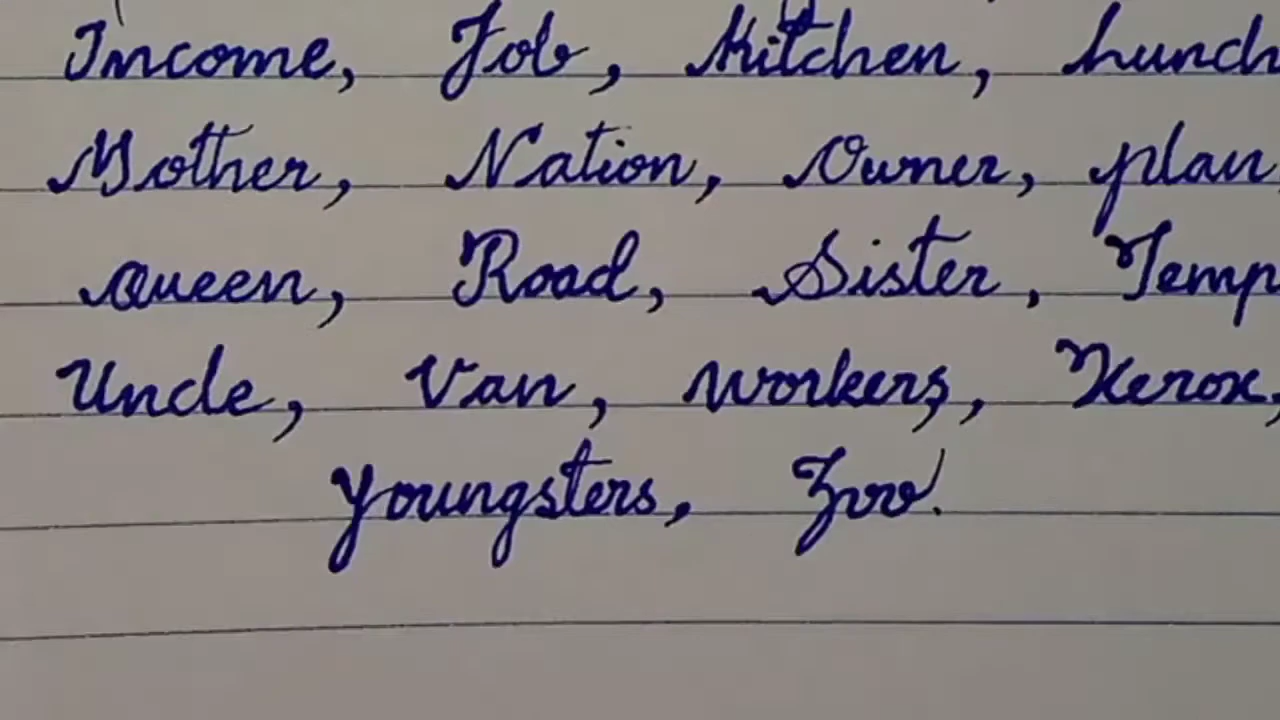 Income, Job, Kitchen, Lunch
Mother, Nation, Owner, plan
Queen, Road, Sister, Temp
Uncle, Van, Workers, Xerox,
Youngsters, Zoo.